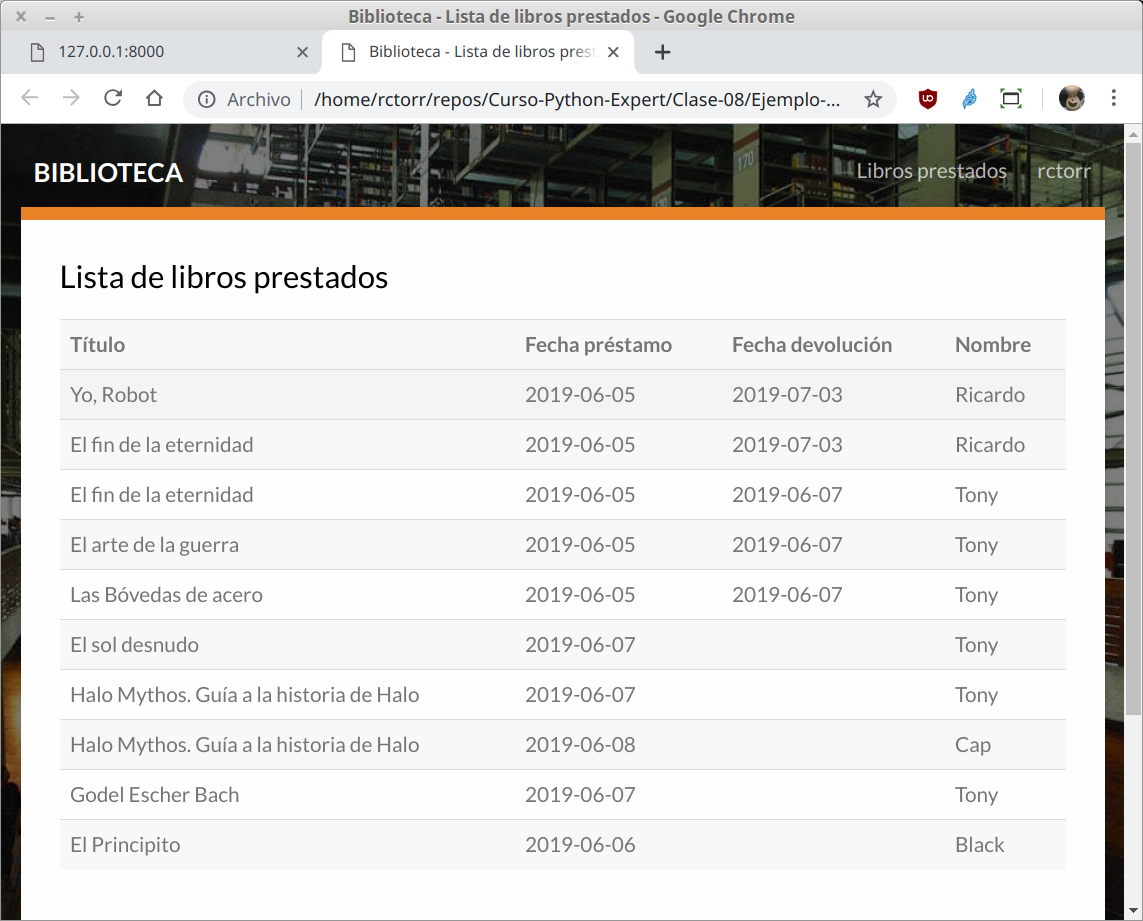 Biblioteca - Lista de libros prestados - Google Chrome
127.0.0.1:8000
Biblioteca - Lista de libros prest
Archivo /home/rctorr/repos/Curso-Python-Expert/Clase-08/Ejemplo-...
170
BIBLIOTECA Libros prestados rctorr
170
Lista de libros prestados
Título Fecha préstamo Fecha devolución Nombre
Yo, Robot 2019-06-05 2019-07-03 Ricardo
El fin de la eternidad 2019-06-05 2019-07-03 Ricardo
El fin de la eternidad 2019-06-05 2019-06-07 Tony
El arte de la guerra 2019-06-05 2019-06-07 Tony
Las Bóvedas de acero 2019-06-05 2019-06-07 Tony
El sol desnudo 2019-06-07 Tony
Halo Mythos. Guía a la historia de Halo 2019-06-07 Tony
Halo Mythos. Guía a la historia de Halo 2019-06-08 Cap
Godel Escher Bach 2019-06-07 Tony
El Principito 2019-06-06 Black